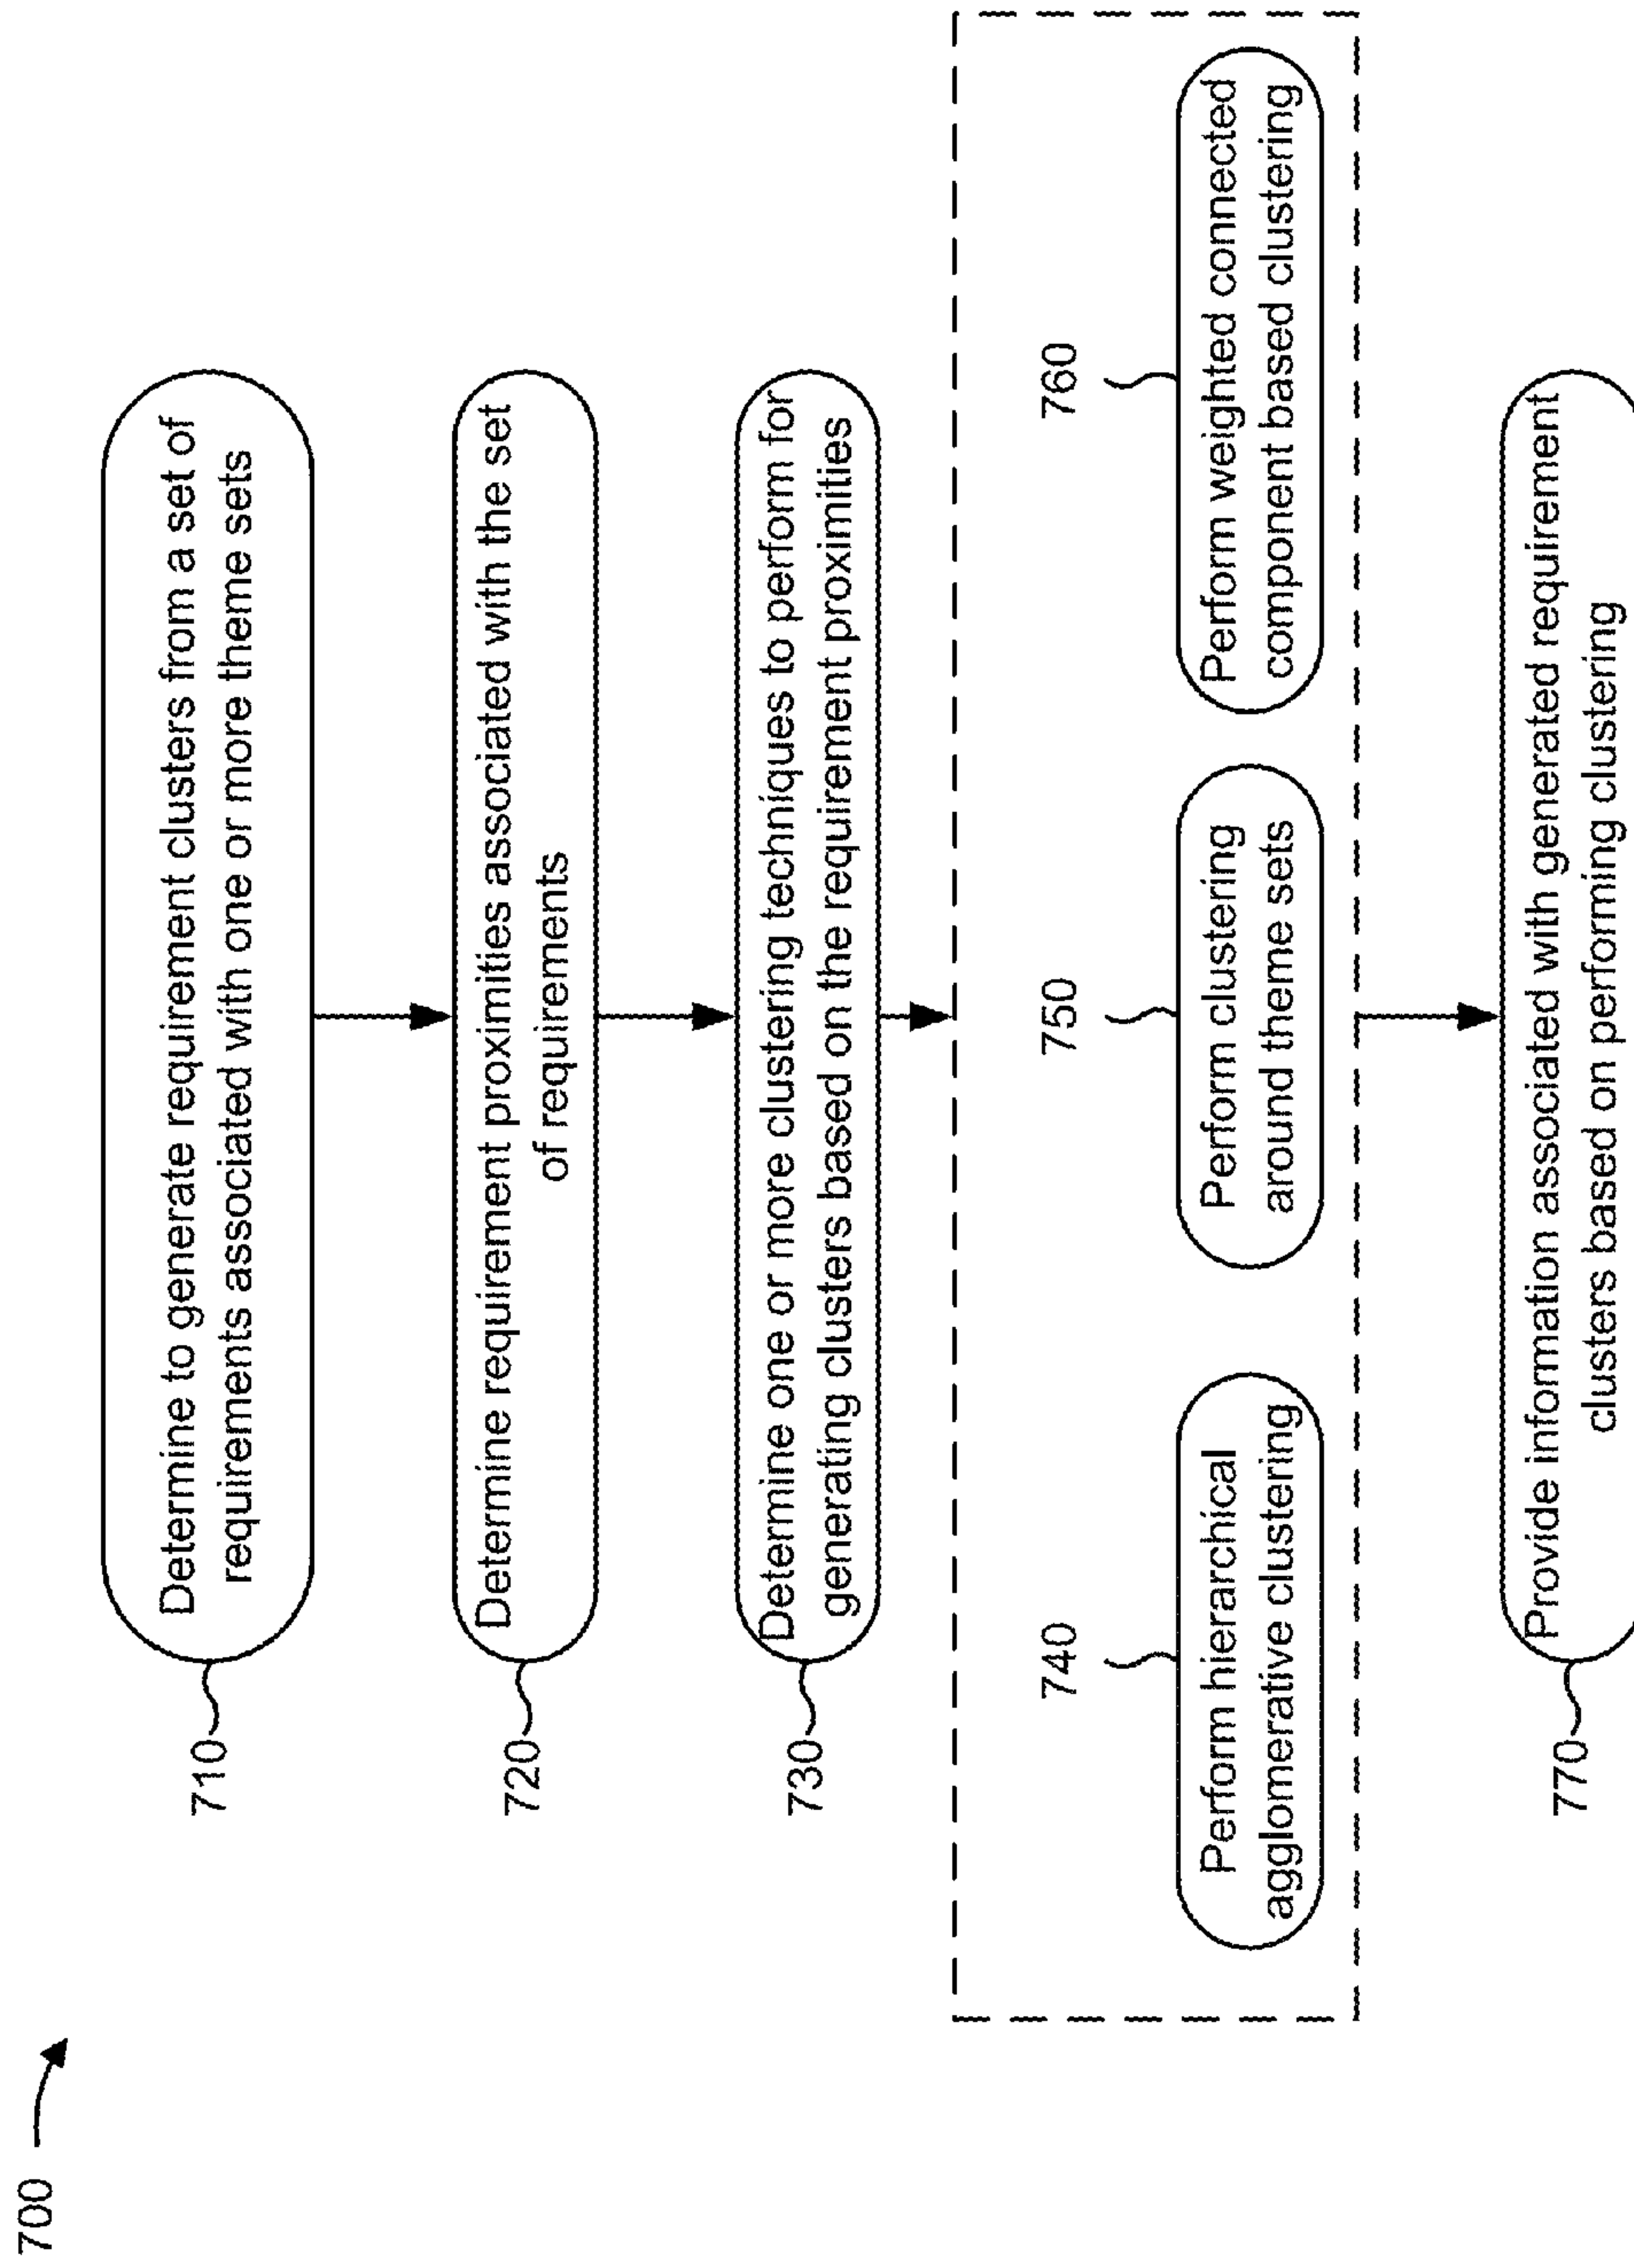 700
710
Determine to generate requirement clusters from a set of
requirements associated with one or more theme sets
720
Determine requirement proximities associated with the set
of requirements
730
Determine one or more clustering techniques to perform for
generating clusters based on the requirement proximities
740
Perform hierarchical
agglomerative clustering
750
Perform clustering
around theme sets
760
Perform weighted connected
component based clustering
770
Provide information associated with generated requirement
clusters based on performing clustering